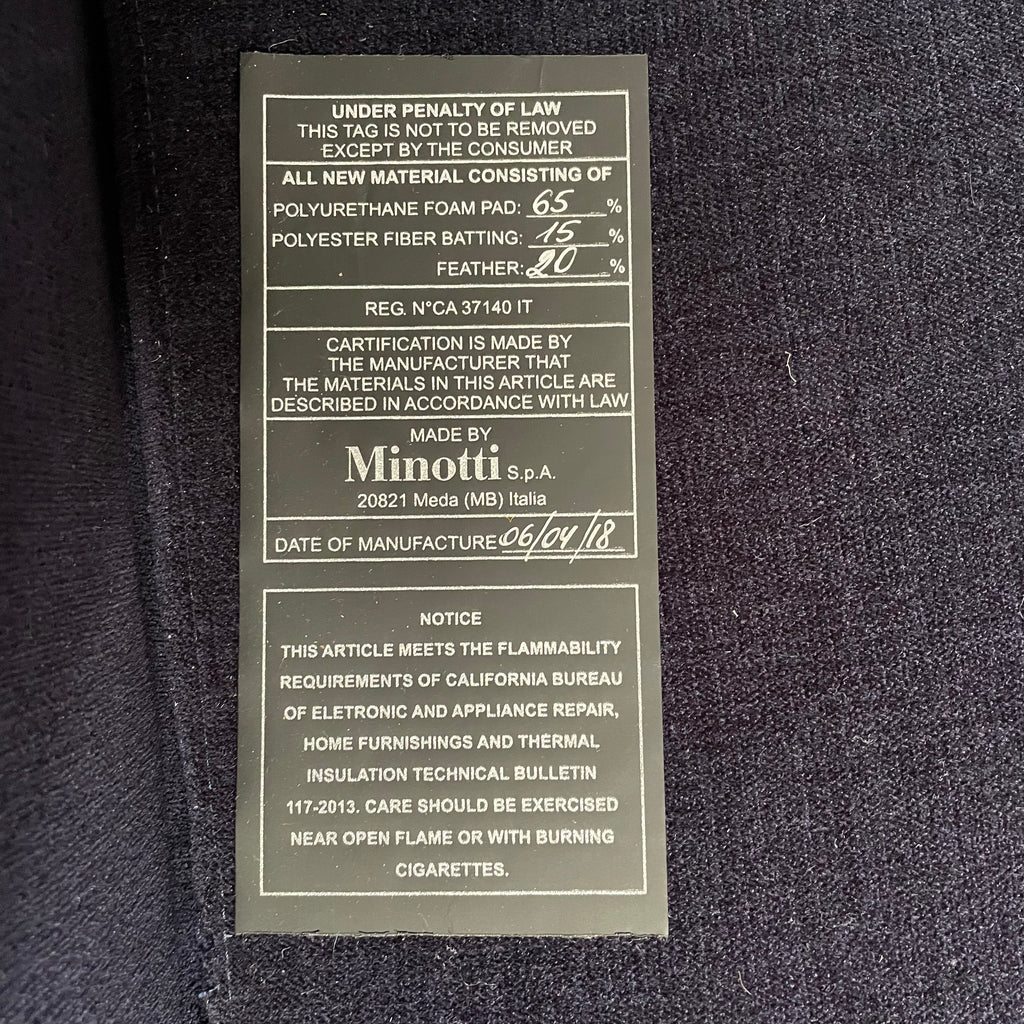 UNDER PENALTY OF LAW
THIS TAG IS NOT TO BE REMOVED
EXCEPT BY THE CONSUMER
ALL NEW MATERIAL CONSISTING OF
POLYURETHANE FOAM PAD: 65 %
POLYESTER FIBER BATTING: 15 %
FEATHER: 20 %
REG. N°CA 37140 IT
CARTIFICATION IS MADE BY
THE MANUFACTURER THAT
THE MATERIALS IN THIS ARTICLE ARE
DESCRIBED IN ACCORDANCE WITH LAW
MADE BY
Minotti S.p.A.
20821 Meda (MB) Italia
DATE OF MANUFACTURE 06/04/18
NOTICE
THIS ARTICLE MEETS THE FLAMMABILITY
REQUIREMENTS OF CALIFORNIA BUREAU
OF ELETRONIC AND APPLIANCE REPAIR,
HOME FURNISHINGS AND THERMAL
INSULATION TECHNICAL BULLETIN
117-2013. CARE SHOULD BE EXERCISED
NEAR OPEN FLAME OR WITH BURNING
CIGARETTES.